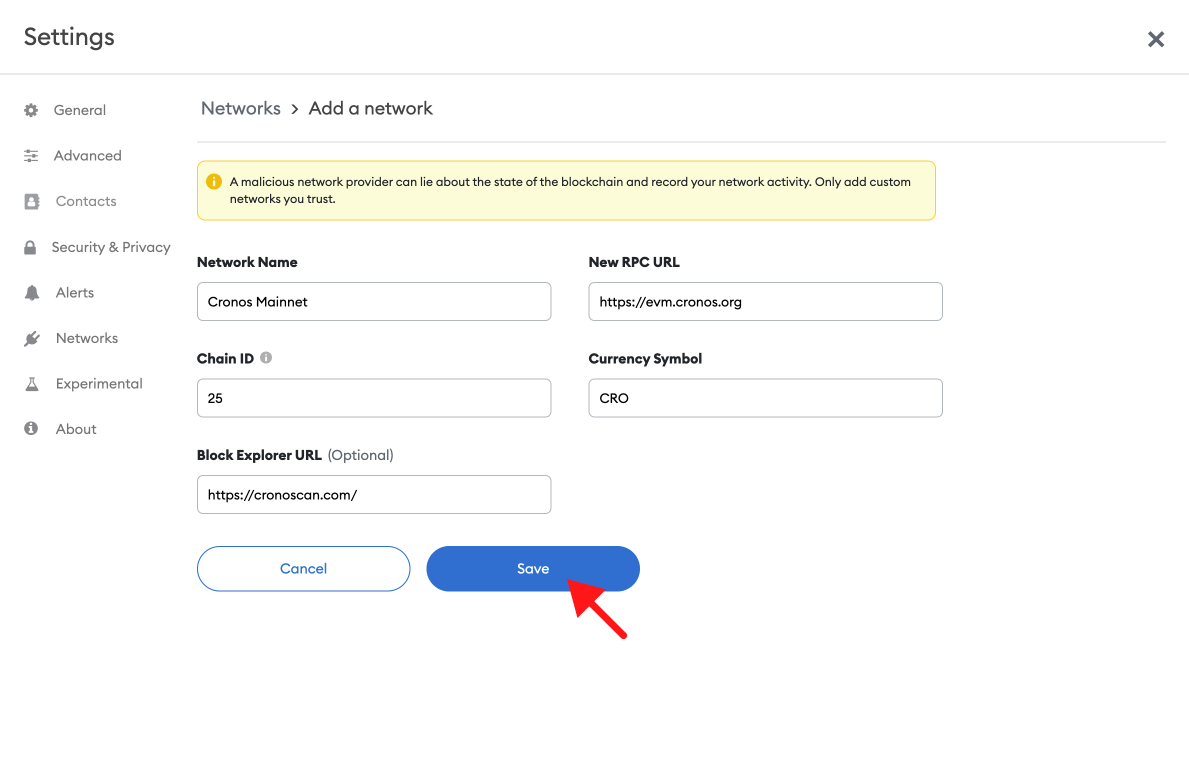 Settings
General
Advanced
Contacts
Security & Privacy
Alerts
Networks
Experimental
About
Networks > Add a network
A malicious network provider can lie about the state of the blockchain and record your network activity. Only add custom
networks you trust.
Network Name
Cronos Mainnet
New RPC URL
https://evm.cronos.org
Chain ID
25
Currency Symbol
CRO
Block Explorer URL (Optional)
https://cronoscan.com/
Cancel
Save